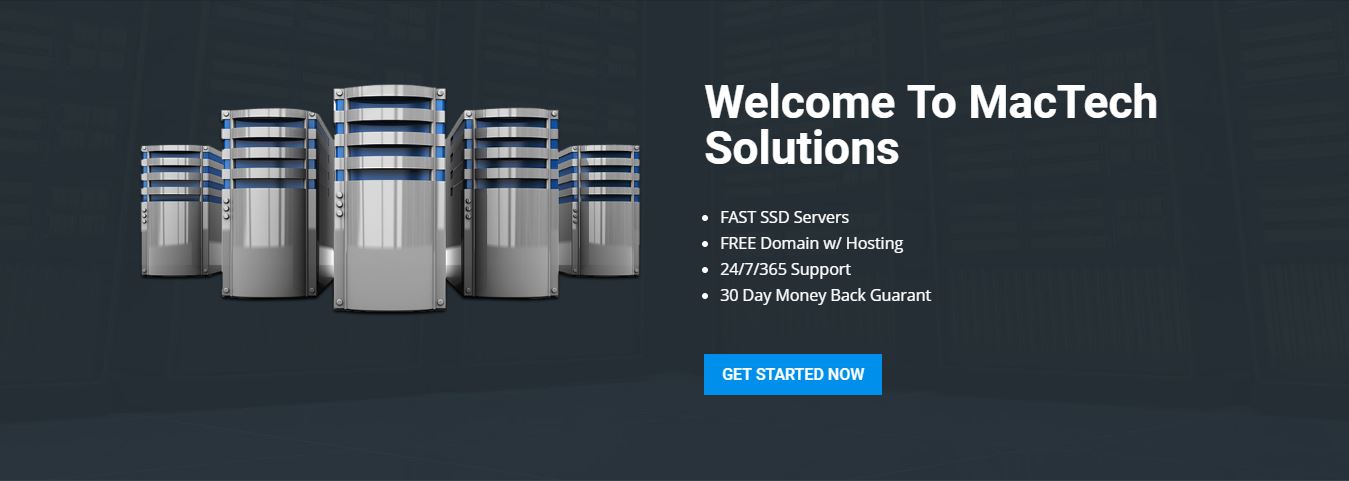 Welcome To MacTech
Solutions
FAST SSD Servers
FREE Domain w/ Hosting
24/7/365 Support
30 Day Money Back Guarant
GET STARTED NOW